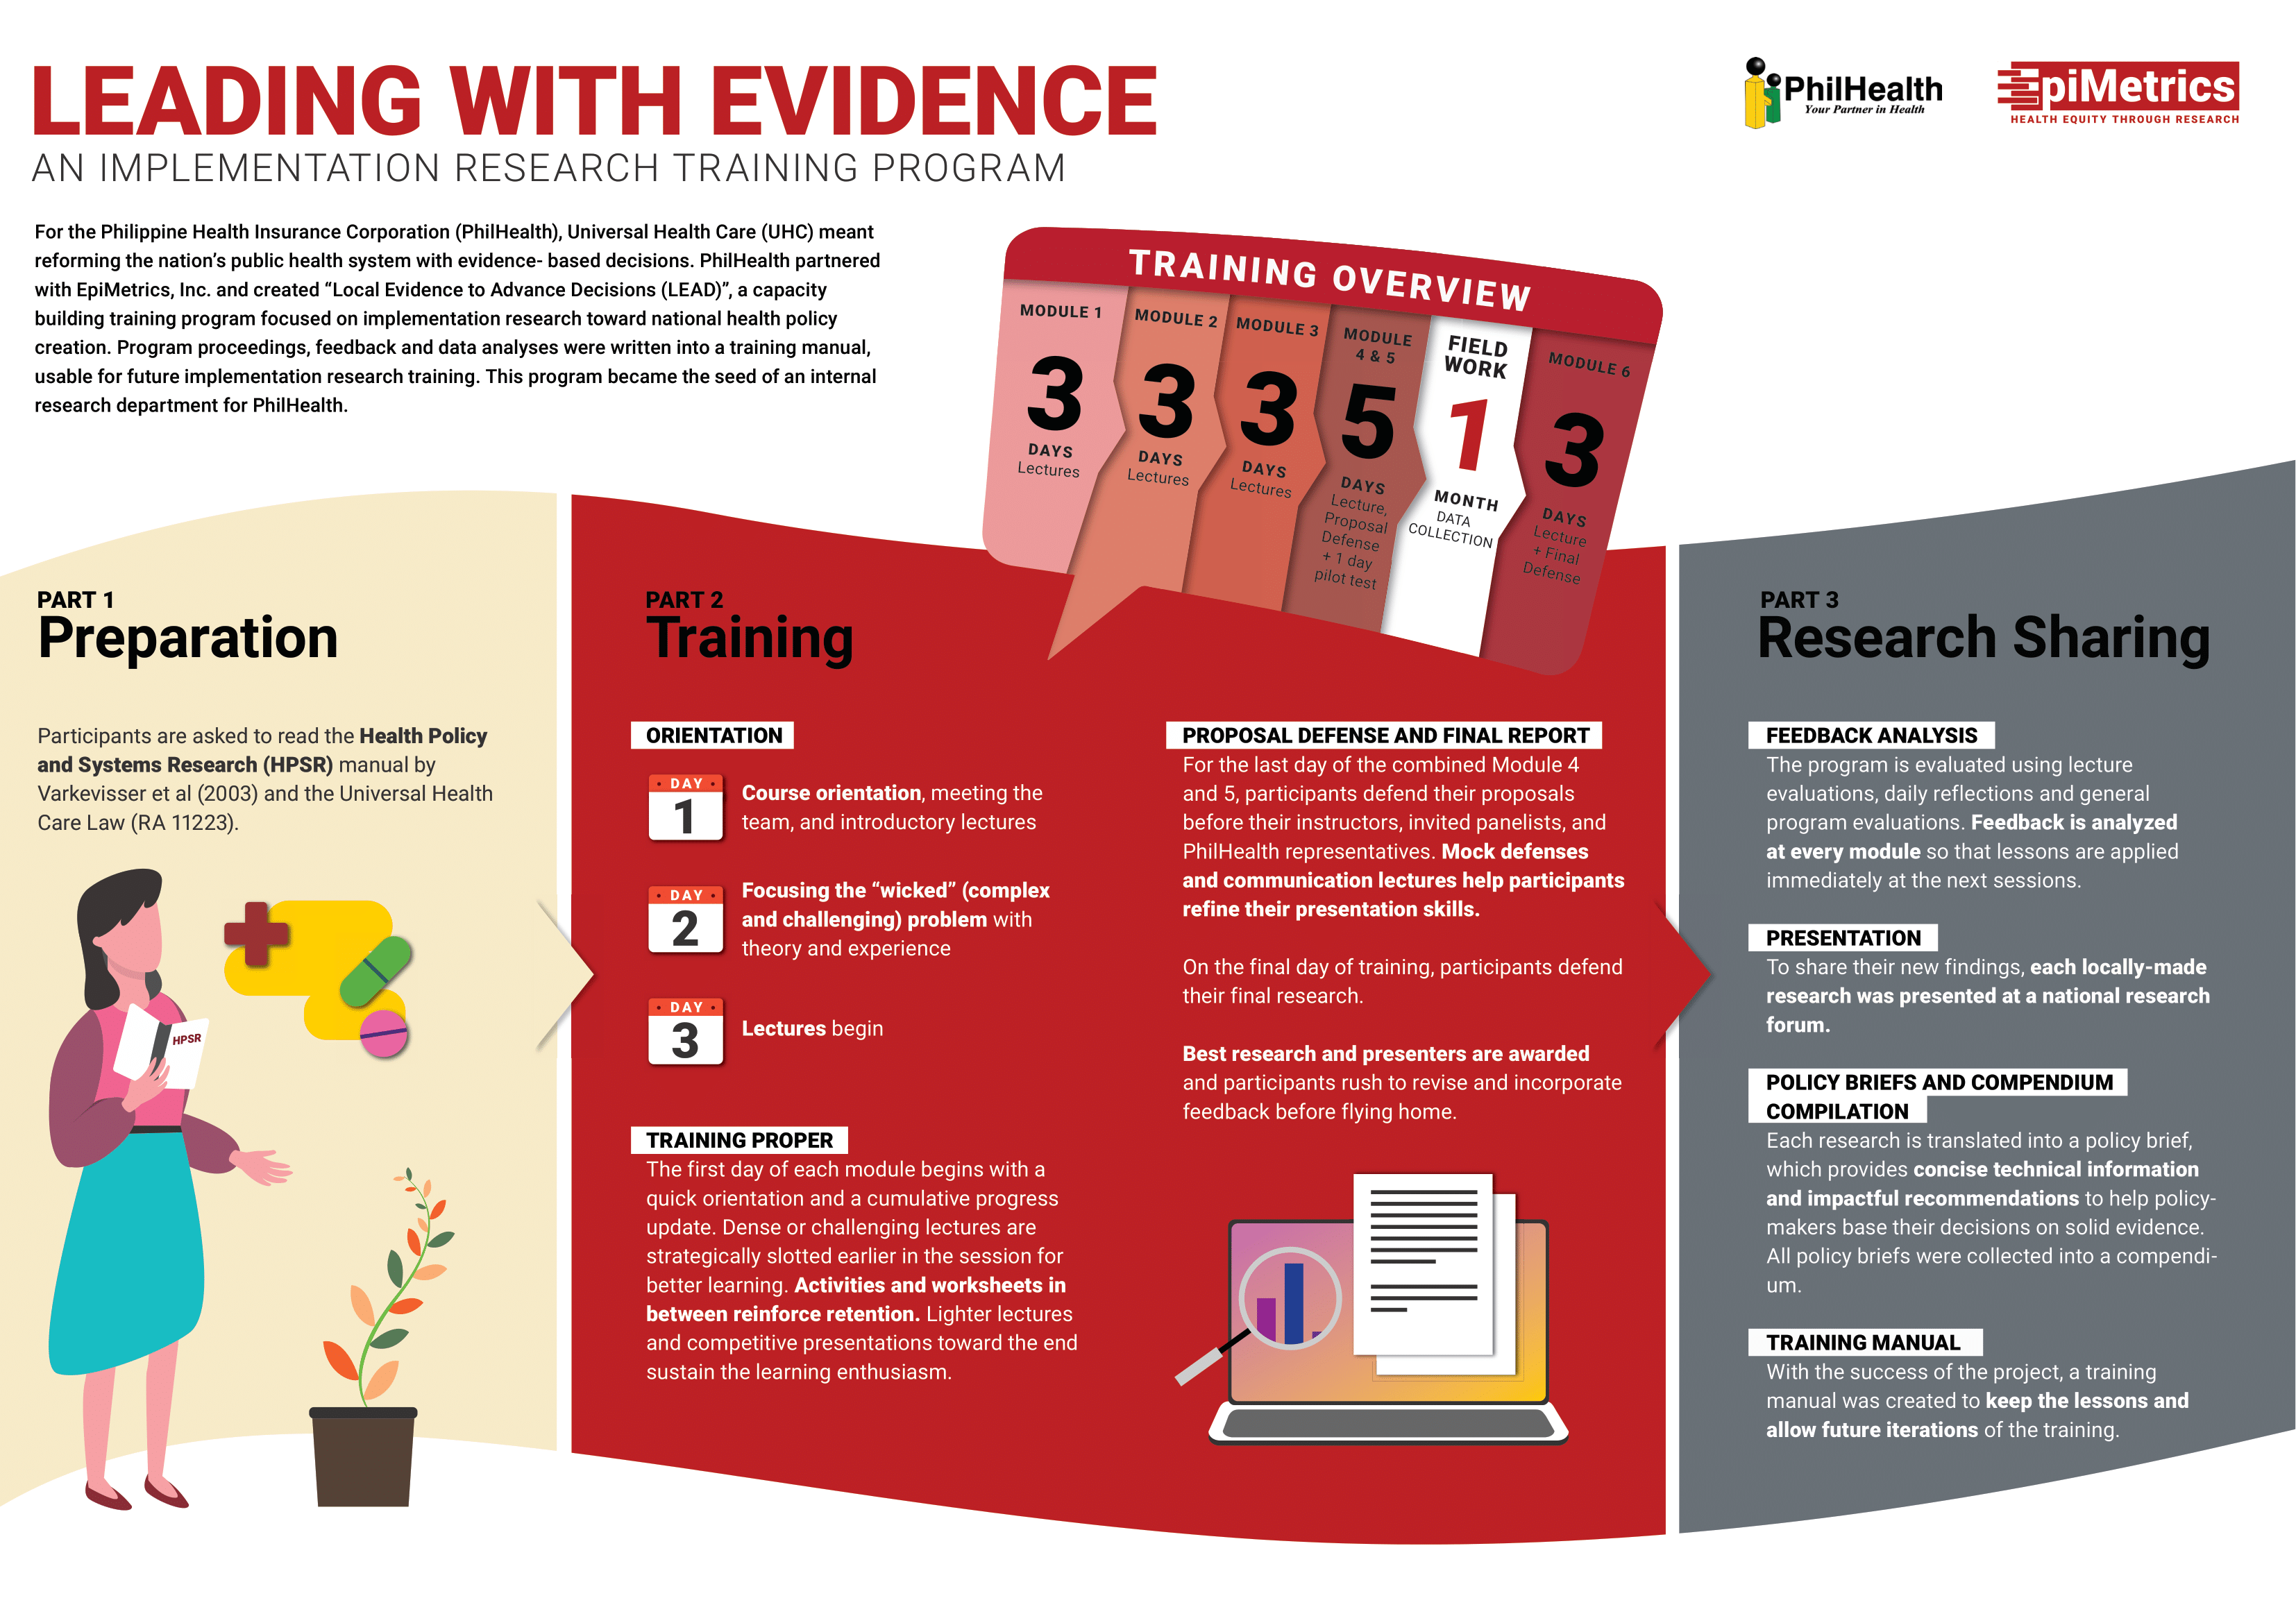 LEADING WITH EVIDENCE
AN IMPLEMENTATION RESEARCH TRAINING PROGRAM
PhilHealth
Your Partner in Health
EpiMetrics
HEALTH EQUITY THROUGH RESEARCH
For the Philippine Health Insurance Corporation (PhilHealth), Universal Health Care (UHC) meant
reforming the nation's public health system with evidence- based decisions. PhilHealth partnered
with EpiMetrics, Inc. and created “Local Evidence to Advance Decisions (LEAD)”, a capacity
building training program focused on implementation research toward national health policy
creation. Program proceedings, feedback and data analyses were written into a training manual,
usable for future implementation research training. This program became the seed of an internal
research department for PhilHealth.
TRAINING OVERVIEW
MODULE 1
3
DAYS
Lectures
MODULE 2
3
DAYS
Lectures
MODULE 3
3
DAYS
Lectures
MODULE
4 & 5
5
DAYS
Lecture,
Proposal
Defense
+ 1 day
pilot test
FIELD
WORK
1
MONTH
DATA
COLLECTION
MODULE 6
3
DAYS
Lecture
+ Final
Defense
PART 1
Preparation
Participants are asked to read the Health Policy
and Systems Research (HPSR) manual by
Varkevisser et al (2003) and the Universal Health
Care Law (RA 11223).
HPSR
PART 2
Training
ORIENTATION
DAY
1
Course orientation, meeting the
team, and introductory lectures
DAY
2
Focusing the “wicked” (complex
and challenging) problem with
theory and experience
DAY
3
Lectures begin
TRAINING PROPER
The first day of each module begins with a
quick orientation and a cumulative progress
update. Dense or challenging lectures are
strategically slotted earlier in the session for
better learning. Activities and worksheets in
between reinforce retention. Lighter lectures
and competitive presentations toward the end
sustain the learning enthusiasm.
PROPOSAL DEFENSE AND FINAL REPORT
For the last day of the combined Module 4
and 5, participants defend their proposals
before their instructors, invited panelists, and
PhilHealth representatives. Mock defenses
and communication lectures help participants
refine their presentation skills.
On the final day of training, participants defend
their final research.
Best research and presenters are awarded
and participants rush to revise and incorporate
feedback before flying home.
PART 3
Research Sharing
FEEDBACK ANALYSIS
The program is evaluated using lecture
evaluations, daily reflections and general
program evaluations. Feedback is analyzed
at every module so that lessons are applied
immediately at the next sessions.
PRESENTATION
To share their new findings, each locally-made
research was presented at a national research
forum.
POLICY BRIEFS AND COMPENDIUM
COMPILATION
Each research is translated into a policy brief,
which provides concise technical information
and impactful recommendations to help policy-
makers base their decisions on solid evidence.
All policy briefs were collected into a compendi-
um.
TRAINING MANUAL
With the success of the project, a training
manual was created to keep the lessons and
allow future iterations of the training.